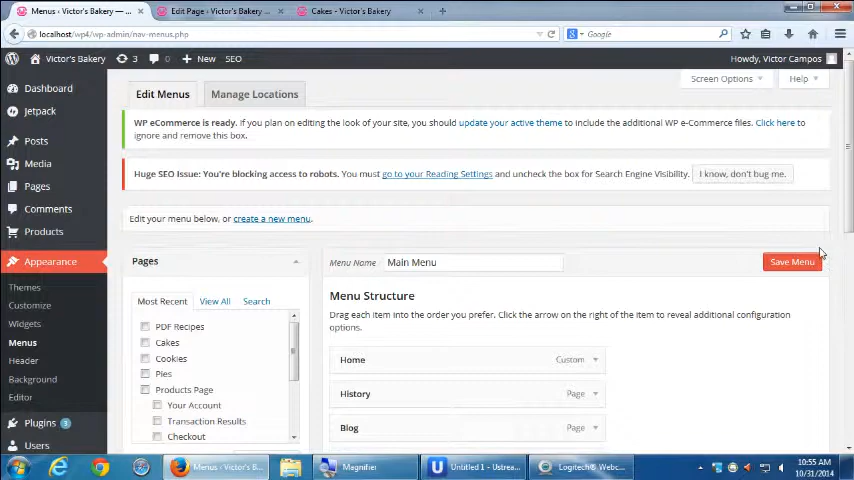 Menus ‹ Victor's Bakery — ...
Edit Page ‹ Victor's Bakery ...
Cakes - Victor's Bakery
localhost/wp4/wp-admin/nav-menus.php
Google
Victor's Bakery
3
0
New
SEO
Howdy, Victor Campos
Dashboard
Jetpack
Posts
Media
Pages
Comments
Products
Appearance
Themes
Customize
Widgets
Menus
Header
Background
Editor
Plugins 3
Users
Screen Options
Help
Edit Menus
Manage Locations
WP eCommerce is ready. If you plan on editing the look of your site, you should update your active theme to include the additional WP e-Commerce files. Click here to
ignore and remove this box.
Huge SEO Issue: You're blocking access to robots. You must go to your Reading Settings and uncheck the box for Search Engine Visibility.
I know, don't bug me.
Edit your menu below, or create a new menu.
Pages
Most Recent
View All
Search
PDF Recipes
Cakes
Cookies
Pies
Products Page
Your Account
Transaction Results
Checkout
Menu Name
Main Menu
Save Menu
Menu Structure
Drag each item into the order you prefer. Click the arrow on the right of the item to reveal additional configuration
options.
Home
Custom
History
Page
Blog
Page
Menus ‹ Victor's B...
Magnifier
Untitled 1 - Ustrea...
Logitech® Webc...
10:55 AM
10/31/2014